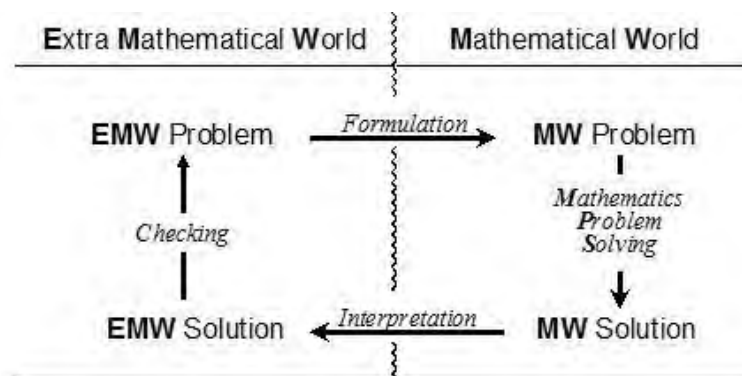 Extra Mathematical World
Mathematical World
EMW Problem
Formulation
MW Problem
Checking
Mathematics
Problem
Solving
EMW Solution
Interpretation
MW Solution